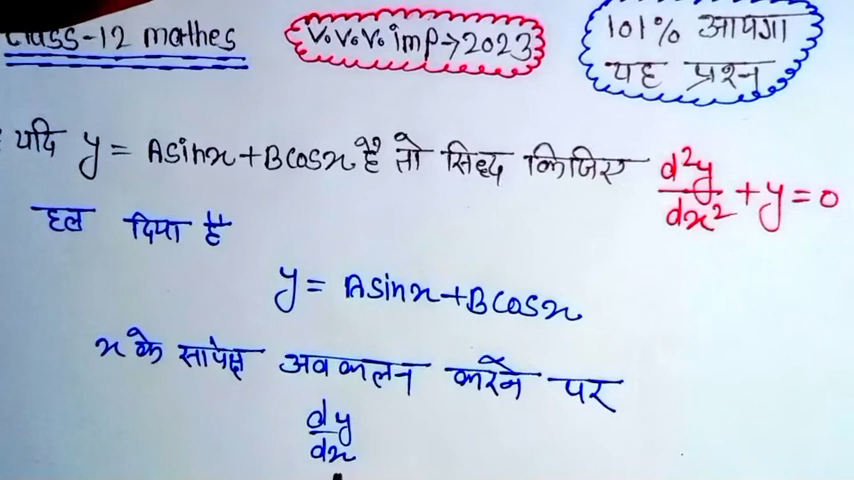 Class-12 mathes
V.V.V.imp→2023
101% आएगा
यह प्रश्न
यदि y = Asinx+Bcosx है तो सिध्द किजिए d²y/dx² + y = 0
हल दिया है
y = Asinx+Bcosx
x के सापेक्ष अवकलन करने पर
dy/dx